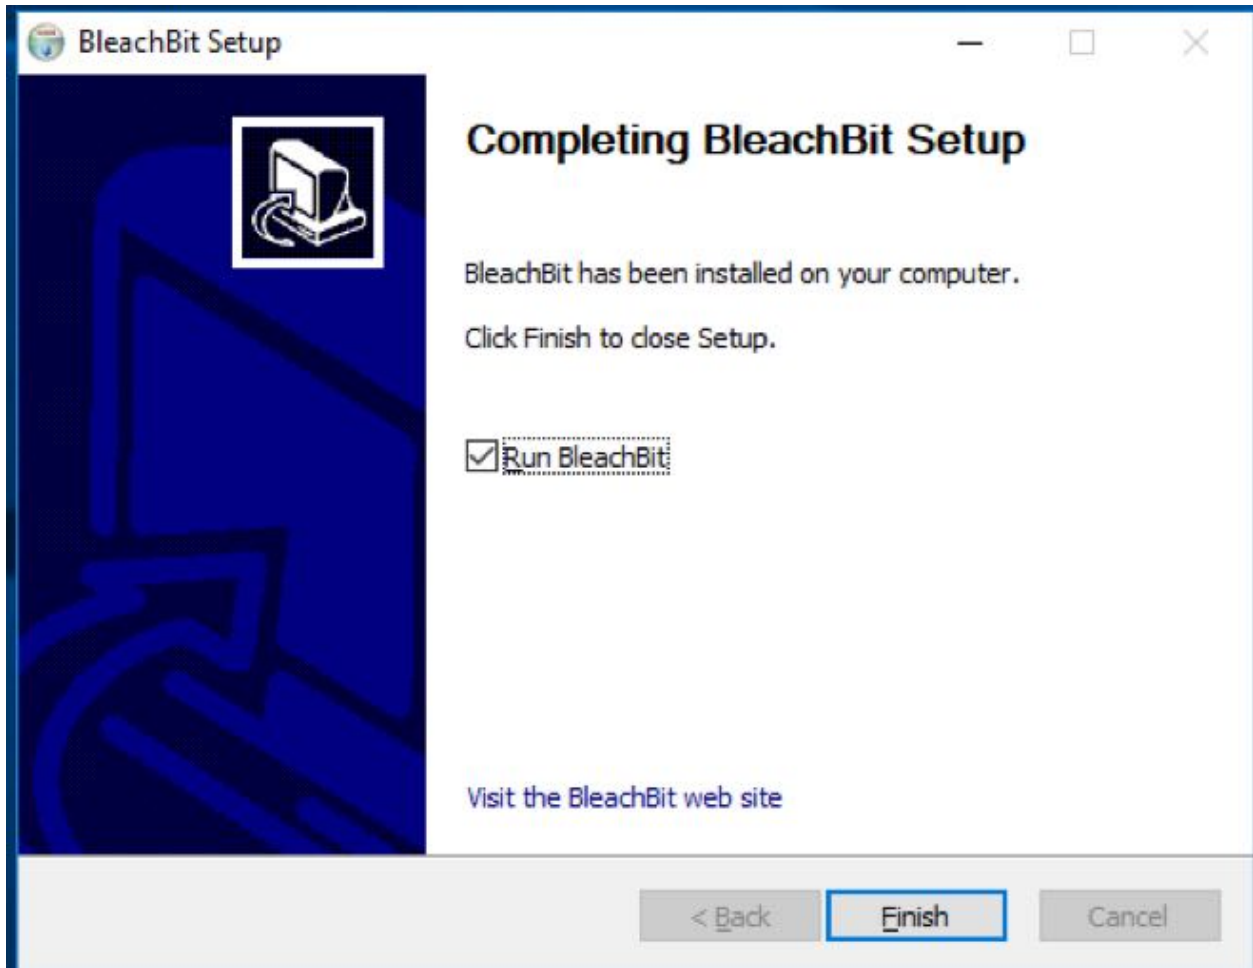 BleachBit Setup
Completing BleachBit Setup
BleachBit has been installed on your computer.
Click Finish to close Setup.
Run BleachBit
Visit the BleachBit web site
< Back
Finish
Cancel